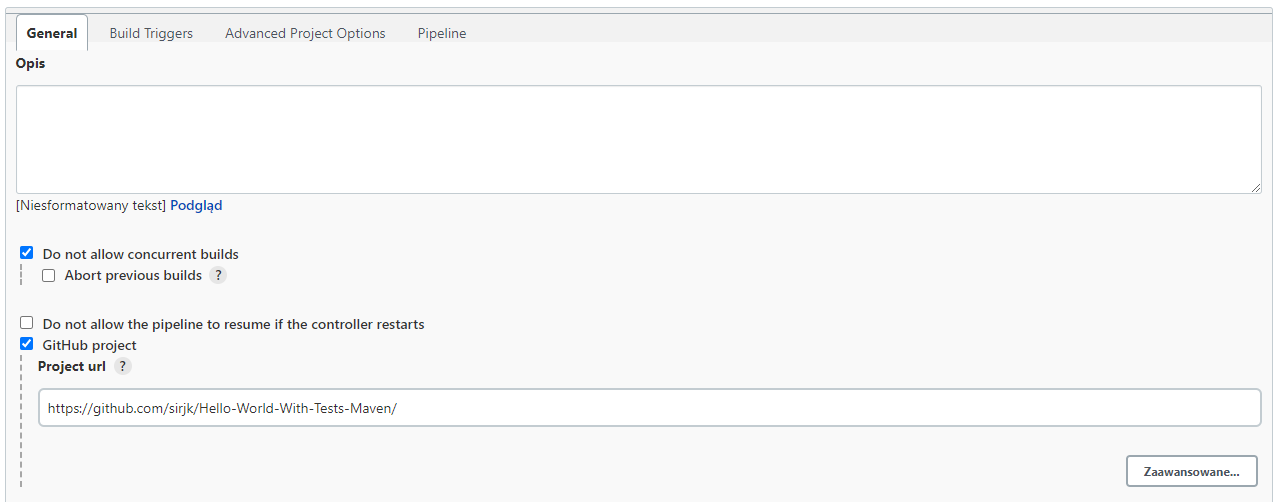 General Build Triggers Advanced Project Options Pipeline
Opis
[Niesformatowany tekst] Podgląd
Do not allow concurrent builds
Abort previous builds ?
Do not allow the pipeline to resume if the controller restarts
GitHub project
Project url ?
https://github.com/sirjk/Hello-World-With-Tests-Maven/
Zaawansowane...